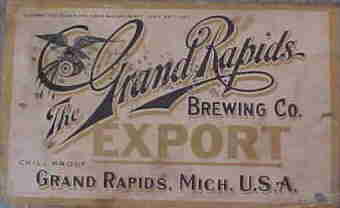 The Grand Rapids
BREWING CO.
EXPORT
CHILL PROOF
GRAND RAPIDS, MICH. U.S.A.